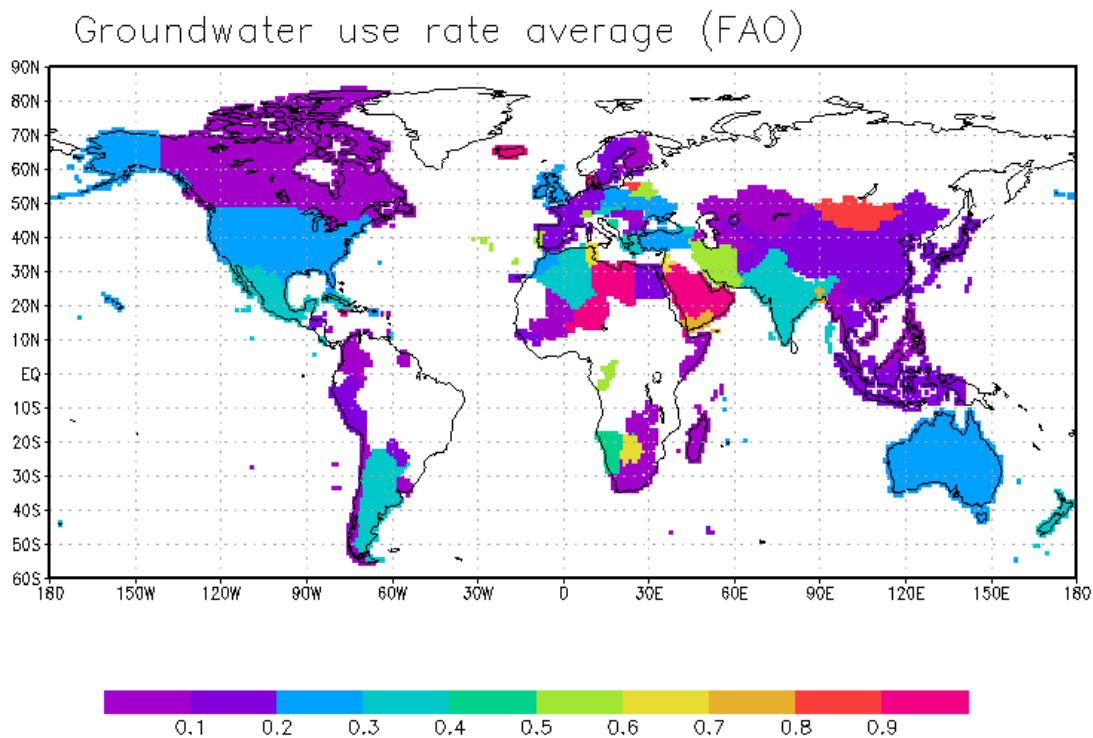 Groundwater use rate average (FAO)
90N
80N
70N
60N
50N
40N
30N
20N
10N
EQ
10S
20S
30S
40S
50S
60S
180 150W 120W 90W 60W 30W 0 30E 60E 90E 120E 150E 180
0.1 0.2 0.3 0.4 0.5 0.6 0.7 0.8 0.9